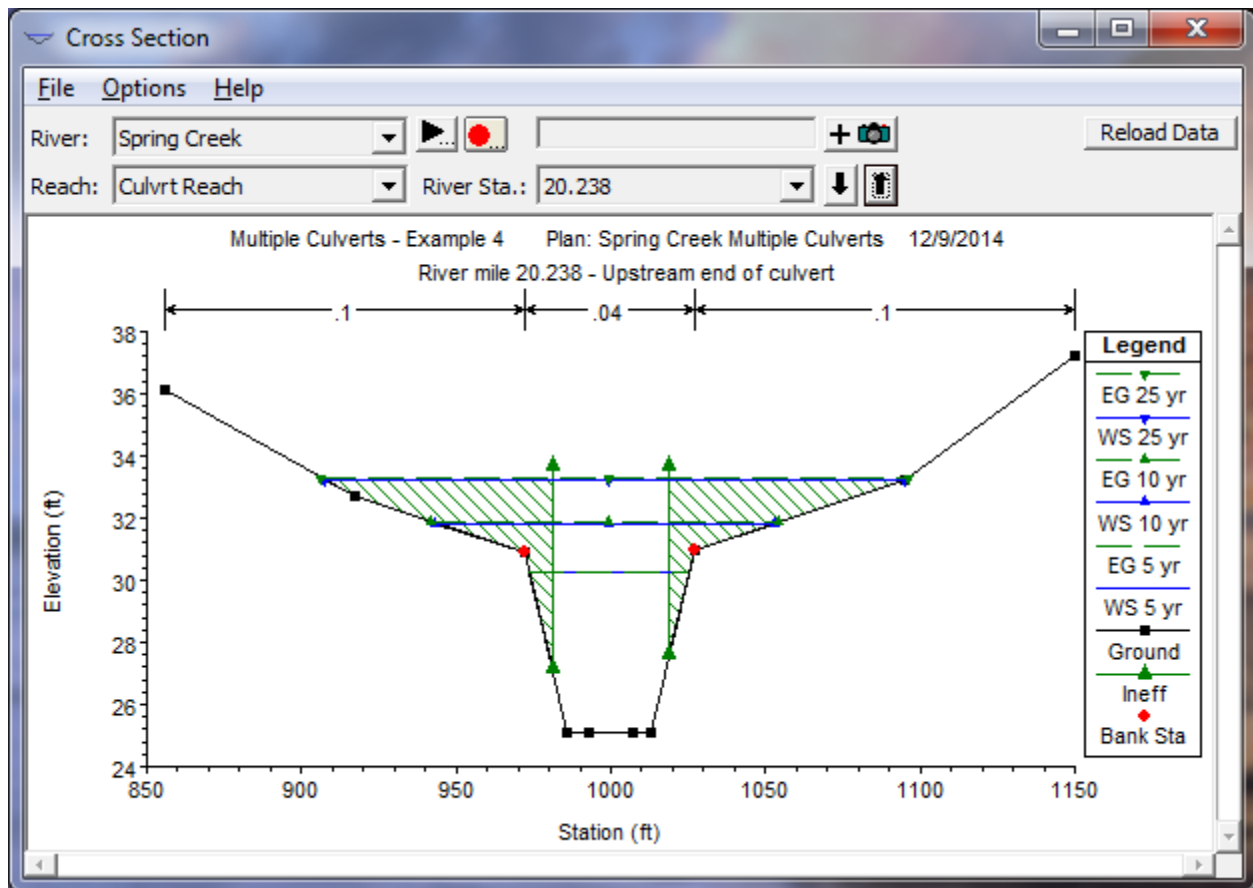 Cross Section
File Options Help
River: Spring Creek
Reload Data
Reach: Culvrt Reach River Sta.: 20.238
Multiple Culverts - Example 4 Plan: Spring Creek Multiple Culverts 12/9/2014
River mile 20.238 - Upstream end of culvert
.1 .04 .1
38
36
34
32
30
28
26
24
Elevation (ft)
850 900 950 1000 1050 1100 1150
Station (ft)
Legend
EG 25 yr
WS 25 yr
EG 10 yr
WS 10 yr
EG 5 yr
WS 5 yr
Ground
Ineff
Bank Sta